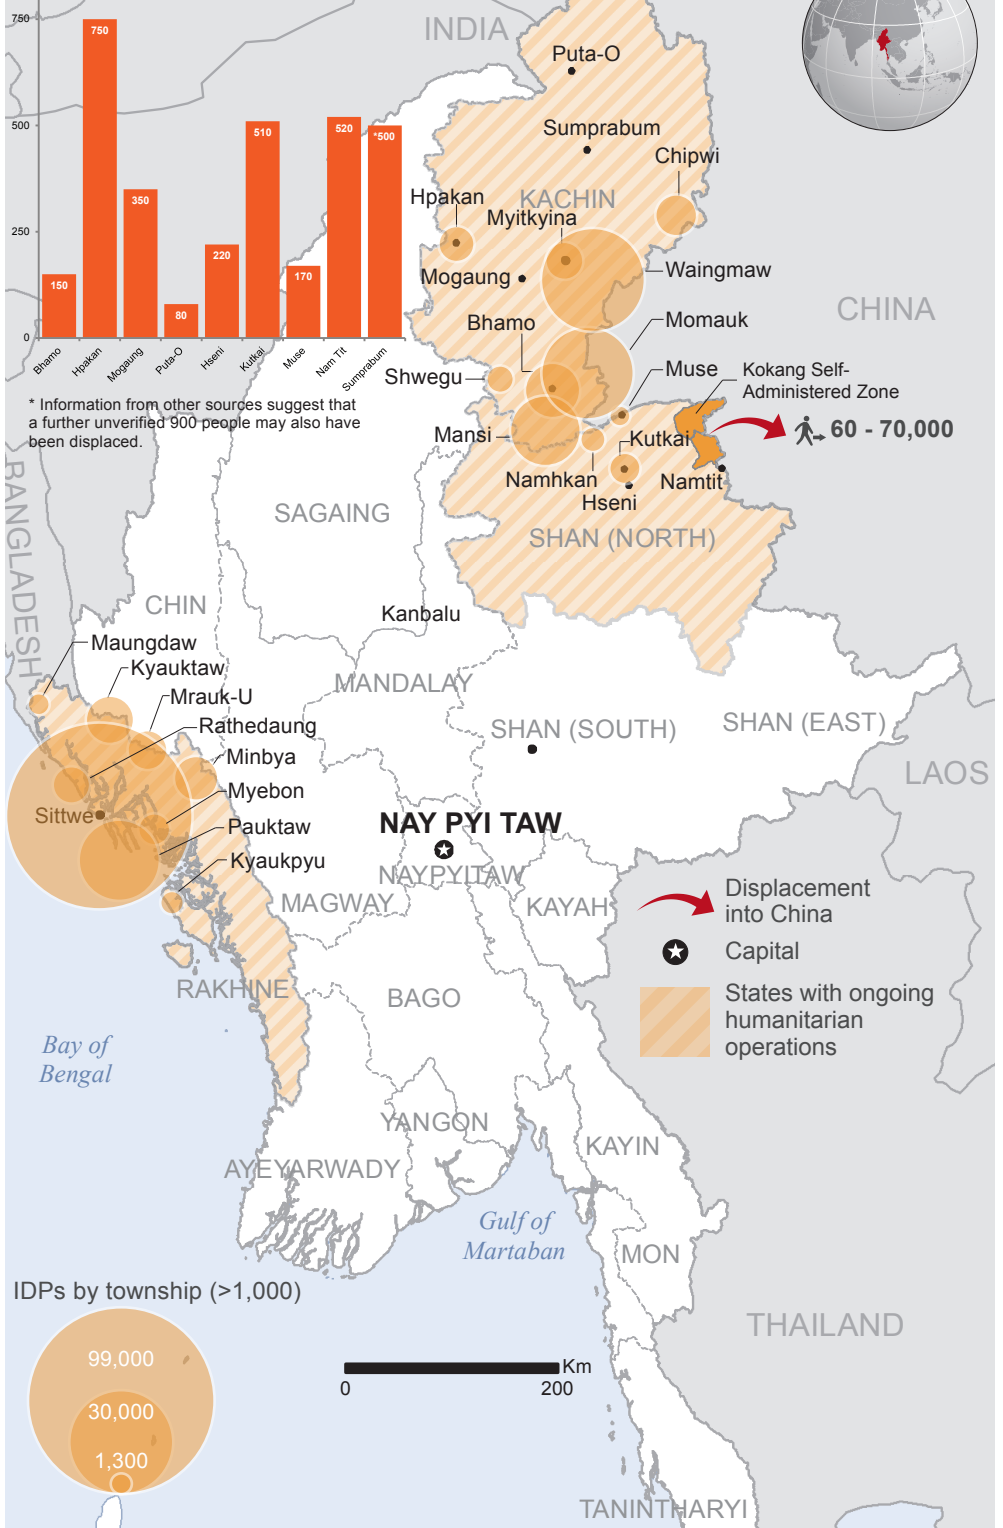 750
500
250
0
750
350
150
80
220
510
170
520
*500
Bhamo
Hpakan
Mogaung
Puta-O
Hseni
Kutkai
Muse
Nam Tit
Sumprabum
* Information from other sources suggest that
a further unverified 900 people may also have
been displaced.
INDIA
Puta-O
Sumprabum
Chipwi
KACHIN
Hpakan
Myitkyina
Mogaung
Waingmaw
CHINA
Bhamo
Momauk
Shwegu
Muse
Kokang Self-
Administered Zone
60 - 70,000
Mansi
Kutkai
Namhkan
Namtit
Hseni
BANGLADESH
SAGAING
SHAN (NORTH)
CHIN
Kanbalu
Maungdaw
Kyauktaw
MANDALAY
Mrauk-U
Rathedaung
SHAN (SOUTH)
SHAN (EAST)
Minbya
LAOS
Myebon
Sittwe
Pauktaw
NAY PYI TAW
Kyaukpyu
NAYPYITAW
MAGWAY
KAYAH
Displacement
into China
Capital
States with ongoing
humanitarian
operations
RAKHINE
BAGO
Bay of
Bengal
YANGON
KAYIN
AYEYARWADY
Gulf of
Martaban
MON
IDPs by township (>1,000)
99,000
30,000
1,300
THAILAND
Km
0
200
TANINTHARYI